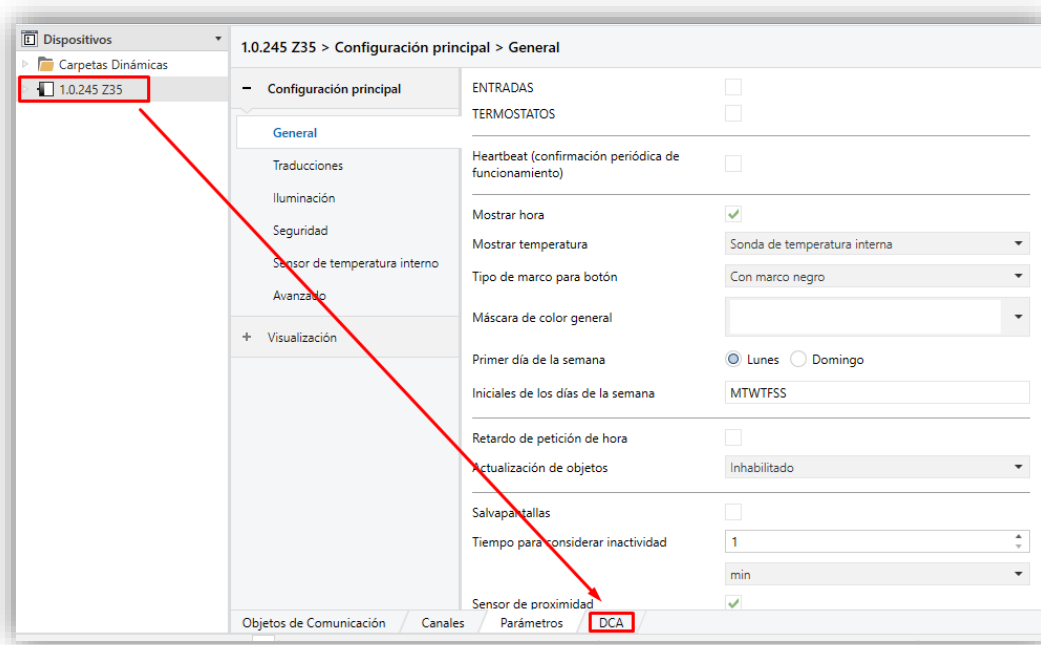 Dispositivos
Carpetas Dinámicas
1.0.245 Z35
1.0.245 Z35 > Configuración principal > General
Configuración principal
General
Traducciones
Iluminación
Seguridad
Sensor de temperatura interno
Avanzado
Visualización
ENTRADAS
TERMOSTATOS
Heartbeat (confirmación periódica de
funcionamiento)
Mostrar hora
Mostrar temperatura Sonda de temperatura interna
Tipo de marco para botón Con marco negro
Máscara de color general
Primer día de la semana Lunes Domingo
Iniciales de los días de la semana MTWTFSS
Retardo de petición de hora
Actualización de objetos Inhabilitado
Salvapantallas
Tiempo para considerar inactividad 1
min
Sensor de proximidad
Objetos de Comunicación Canales Parámetros DCA